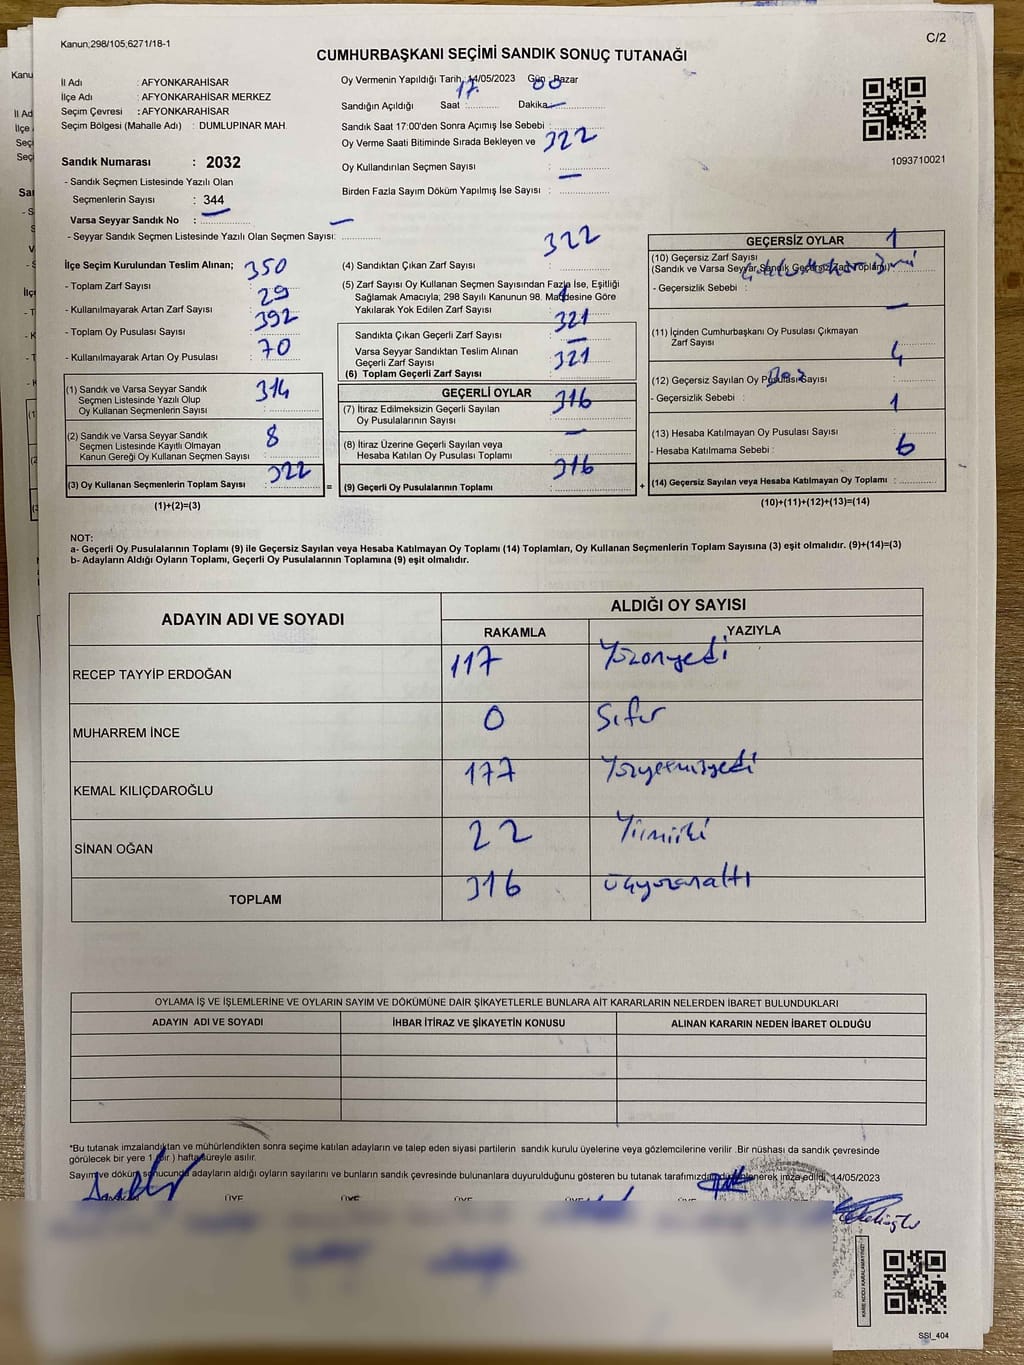 Kanun;298/105;6271/18-1
C/2
CUMHURBAŞKANI SEÇİMİ SANDIK SONUÇ TUTANAĞI
İl Adı : AFYONKARAHİSAR
İlçe Adı : AFYONKARAHİSAR MERKEZ
Seçim Çevresi : AFYONKARAHİSAR
Seçim Bölgesi (Mahalle Adı) : DUMLUPINAR MAH.
Sandık Numarası : 2032
- Sandık Seçmen Listesinde Yazılı Olan
Seçmenlerin Sayısı : 344
Varsa Seyyar Sandık No : —
- Seyyar Sandık Seçmen Listesinde Yazılı Olan Seçmen Sayısı: —
Oy Vermenin Yapıldığı Tarih: 14/05/2023 Gün : Pazar
Sandığın Açıldığı Saat : 17 Dakika: 00
Sandık Saat 17:00'den Sonra Açımış İse Sebebi : —
Oy Verme Saati Bitiminde Sırada Bekleyen ve
Oy Kullandırılan Seçmen Sayısı : 322
Birden Fazla Sayım Döküm Yapılmış İse Sayısı : —
1093710021
İlçe Seçim Kurulundan Teslim Alınan;
- Toplam Zarf Sayısı : 350
- Kullanılmayarak Artan Zarf Sayısı : 29
- Toplam Oy Pusulası Sayısı : 392
- Kullanılmayarak Artan Oy Pusulası : 70
(1) Sandık ve Varsa Seyyar Sandık
Seçmen Listesinde Yazılı Olup
Oy Kullanan Seçmenlerin Sayısı : 314
(2) Sandık ve Varsa Seyyar Sandık
Seçmen Listesinde Kayıtlı Olmayan
Kanun Gereği Oy Kullanan Seçmen Sayısı : 8
(3) Oy Kullanan Seçmenlerin Toplam Sayısı : 322
(1)+(2)=(3)
=
(4) Sandıktan Çıkan Zarf Sayısı : 322
(5) Zarf Sayısı Oy Kullanan Seçmen Sayısından Fazla İse, Eşitliği
Sağlamak Amacıyla; 298 Sayılı Kanunun 98. Maddesine Göre
Yakılarak Yok Edilen Zarf Sayısı :
Sandıkta Çıkan Geçerli Zarf Sayısı : 321
Varsa Seyyar Sandıktan Teslim Alınan
Geçerli Zarf Sayısı : —
(6) Toplam Geçerli Zarf Sayısı : 321
GEÇERLİ OYLAR
(7) İtiraz Edilmeksizin Geçerli Sayılan
Oy Pusulalarının Sayısı : 316
(8) İtiraz Üzerine Geçerli Sayılan veya
Hesaba Katılan Oy Pusulası Toplamı : —
(9) Geçerli Oy Pusulalarının Toplamı : 316
+
GEÇERSİZ OYLAR
(10) Geçersiz Zarf Sayısı 1
(Sandık ve Varsa Seyyar Sandık Geçersiz Zarf Toplamı)
- Geçersizlik Sebebi :
(11) İçinden Cumhurbaşkanı Oy Pusulası Çıkmayan
Zarf Sayısı : —
(12) Geçersiz Sayılan Oy Pusulası Sayısı : 4
- Geçersizlik Sebebi :
(13) Hesaba Katılmayan Oy Pusulası Sayısı : 1
- Hesaba Katılmama Sebebi :
(14) Geçersiz Sayılan veya Hesaba Katılmayan Oy Toplamı : 6
(10)+(11)+(12)+(13)=(14)
NOT:
a- Geçerli Oy Pusulalarının Toplamı (9) ile Geçersiz Sayılan veya Hesaba Katılmayan Oy Toplamı (14) Toplamları, Oy Kullanan Seçmenlerin Toplam Sayısına (3) eşit olmalıdır. (9)+(14)=(3)
b- Adayların Aldığı Oyların Toplamı, Geçerli Oy Pusulalarının Toplamına (9) eşit olmalıdır.
ADAYIN ADI VE SOYADI ALDIĞI OY SAYISI
RAKAMLA YAZIYLA
RECEP TAYYİP ERDOĞAN 117 Yüzonyedi
MUHARREM İNCE 0 Sıfır
KEMAL KILIÇDAROĞLU 177 Yüzyetmişyedi
SİNAN OĞAN 22 Yirmiiki
TOPLAM 316 üçyüzonaltı
OYLAMA İŞ VE İŞLEMLERİNE VE OYLARIN SAYIM VE DÖKÜMÜNE DAİR ŞİKAYETLERLE BUNLARA AİT KARARLARIN NELERDEN İBARET BULUNDUKLARI
ADAYIN ADI VE SOYADI İHBAR İTİRAZ VE ŞİKAYETİN KONUSU ALINAN KARARIN NEDEN İBARET OLDUĞU
*Bu tutanak imzalandıktan ve mühürlendikten sonra seçime katılan adayların ve talep eden siyasi partilerin sandık kurulu üyelerine veya gözlemcilerine verilir .Bir nüshası da sandık çevresinde
görülecek bir yere 1 (bir ) hafta süreyle asılır.
Sayım ve döküm sonucunda adayların aldığı oyların sayılarını ve bunların sandık çevresinde bulunanlara duyurulduğunu gösteren bu tutanak tarafımızdan düzenlenerek imza edildi. 14/05/2023
ÜYE ÜYE ÜYE ÜYE ÜYE
KARE KODU KARALAMAYINIZ!
SSI_404